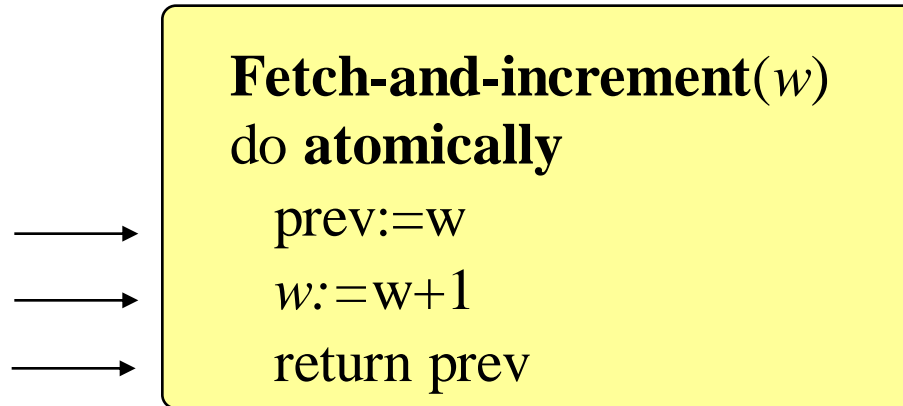 Fetch-and-increment(w)
do atomically
prev:=w
w:=w+1
return prev